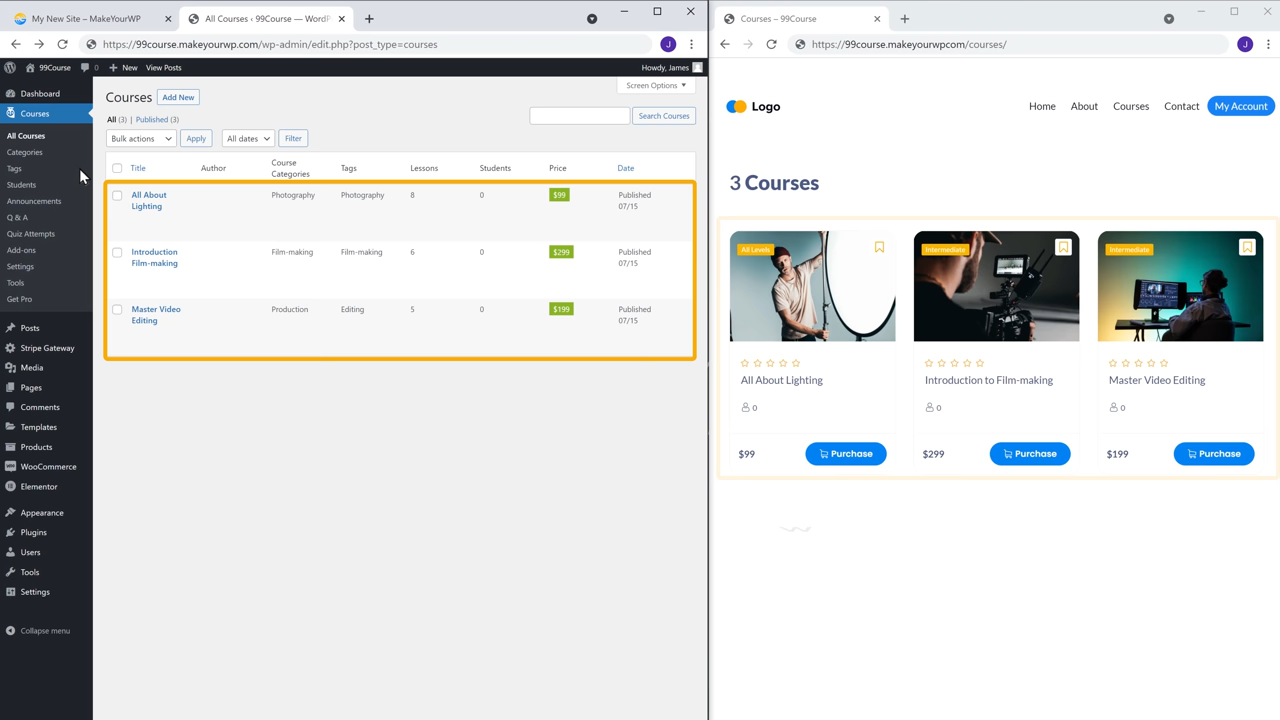 My New Site – MakeYourWP
All Courses ‹ 99Course — WordP
https://99course.makeyourwp.com/wp-admin/edit.php?post_type=courses
J
99Course
0
New
View Posts
Howdy, James
Dashboard
Courses
All Courses
Categories
Tags
Students
Announcements
Q & A
Quiz Attempts
Add-ons
Settings
Tools
Get Pro
Posts
Stripe Gateway
Media
Pages
Comments
Templates
Products
WooCommerce
Elementor
Appearance
Plugins
Users
Tools
Settings
Collapse menu
Screen Options
Courses
Add New
All (3) | Published (3)
Search Courses
Bulk actions
Apply
All dates
Filter
Title
Author
Course
Categories
Tags
Lessons
Students
Price
Date
All About
Lighting
Photography
Photography
8
0
$99
Published
07/15
Introduction
Film-making
Film-making
Film-making
6
0
$299
Published
07/15
Master Video
Editing
Production
Editing
5
0
$199
Published
07/15
Courses – 99Course
https://99course.makeyourwpcom/courses/
J
Logo
Home
About
Courses
Contact
My Account
3 Courses
All Levels
All About Lighting
0
$99
Purchase
Intermediate
Introduction to Film-making
0
$299
Purchase
Intermediate
Master Video Editing
0
$199
Purchase